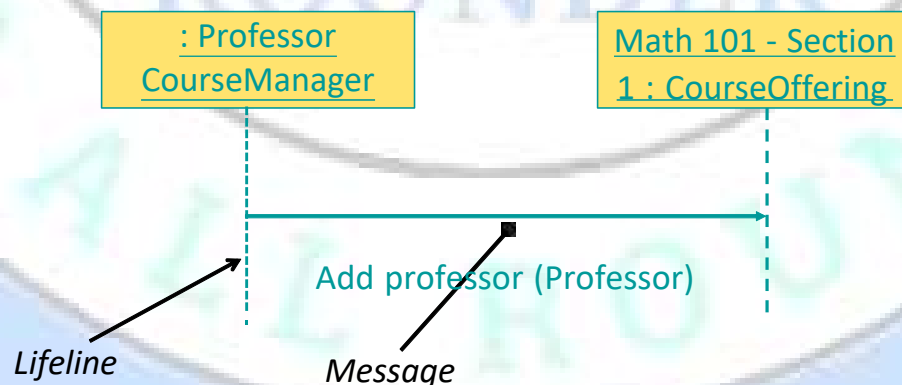 : Professor
CourseManager
Math 101 - Section
1 : CourseOffering
Add professor (Professor)
Lifeline
Message